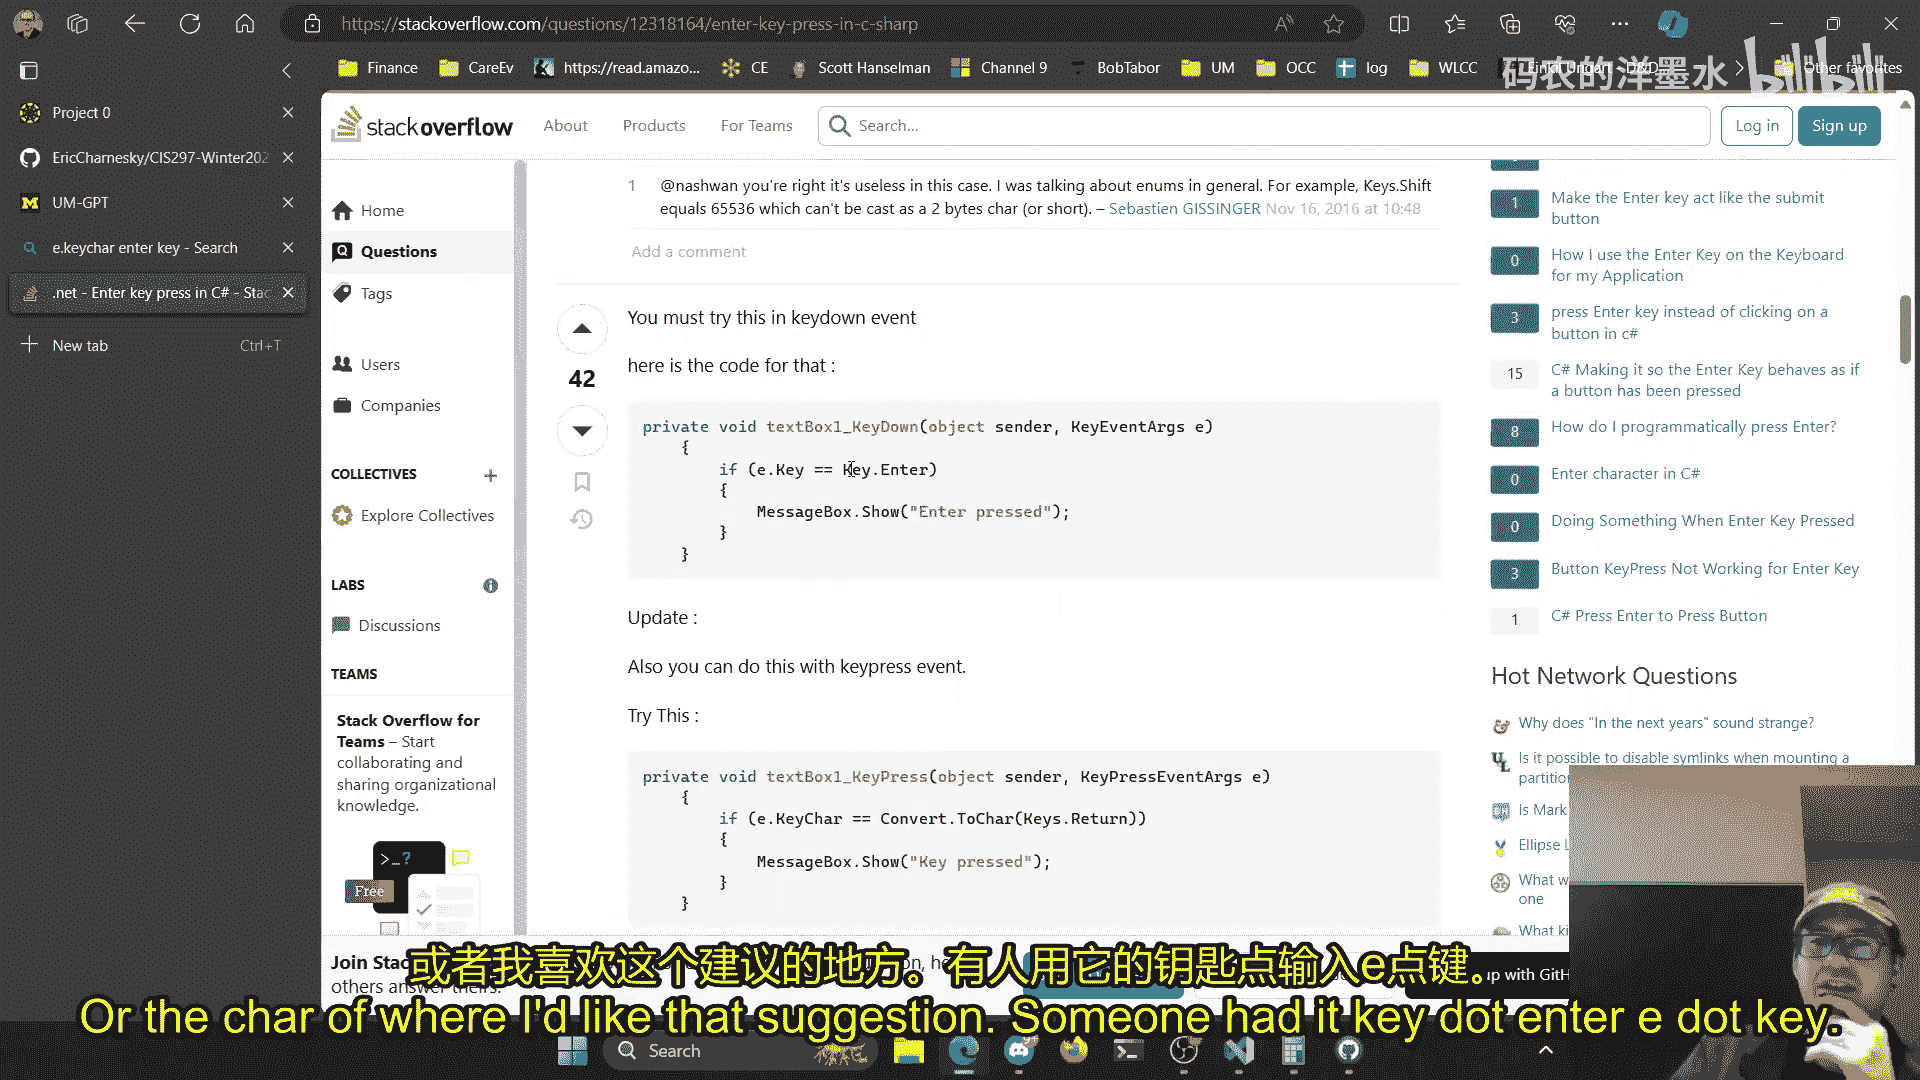 https://stackoverflow.com/questions/12318164/enter-key-press-in-c-sharp
Finance
CareEv
https://read.amazo...
CE
Scott Hanselman
Channel 9
BobTabor
UM
OCC
log
WLCC
Other favorites
码农的洋墨水 bilibili
Project 0
EricCharnesky/CIS297-Winter202
UM-GPT
e.keychar enter key - Search
.net - Enter key press in C# - Stac
New tab
Ctrl+T
stackoverflow
About
Products
For Teams
Search...
Log in
Sign up
Home
Questions
Tags
Users
Companies
COLLECTIVES
Explore Collectives
LABS
Discussions
TEAMS
Stack Overflow for
Teams – Start
collaborating and
sharing organizational
knowledge.
>_?
Free
1
@nashwan you're right it's useless in this case. I was talking about enums in general. For example, Keys.Shift
equals 65536 which can't be cast as a 2 bytes char (or short). – Sebastien GISSINGER Nov 16, 2016 at 10:48
Add a comment
42
You must try this in keydown event
here is the code for that :
private void textBox1_KeyDown(object sender, KeyEventArgs e)
{
if (e.Key == Key.Enter)
{
MessageBox.Show("Enter pressed");
}
}
Update :
Also you can do this with keypress event.
Try This :
private void textBox1_KeyPress(object sender, KeyPressEventArgs e)
{
if (e.KeyChar == Convert.ToChar(Keys.Return))
{
MessageBox.Show("Key pressed");
}
}
1
Make the Enter key act like the submit
button
0
How I use the Enter Key on the Keyboard
for my Application
3
press Enter key instead of clicking on a
button in c#
15
C# Making it so the Enter Key behaves as if
a button has been pressed
8
How do I programmatically press Enter?
0
Enter character in C#
0
Doing Something When Enter Key Pressed
3
Button KeyPress Not Working for Enter Key
1
C# Press Enter to Press Button
Hot Network Questions
Why does "In the next years" sound strange?
Is it possible to disable symlinks when mounting a
partition
Is Mark
Ellipse
What w
one
What ki
Join Stac
others answer theirs.
up with GitH
或者我喜欢这个建议的地方。有人用它的钥匙点输入e点键。
Or the char of where I'd like that suggestion. Someone had it key dot enter e dot key.
Search